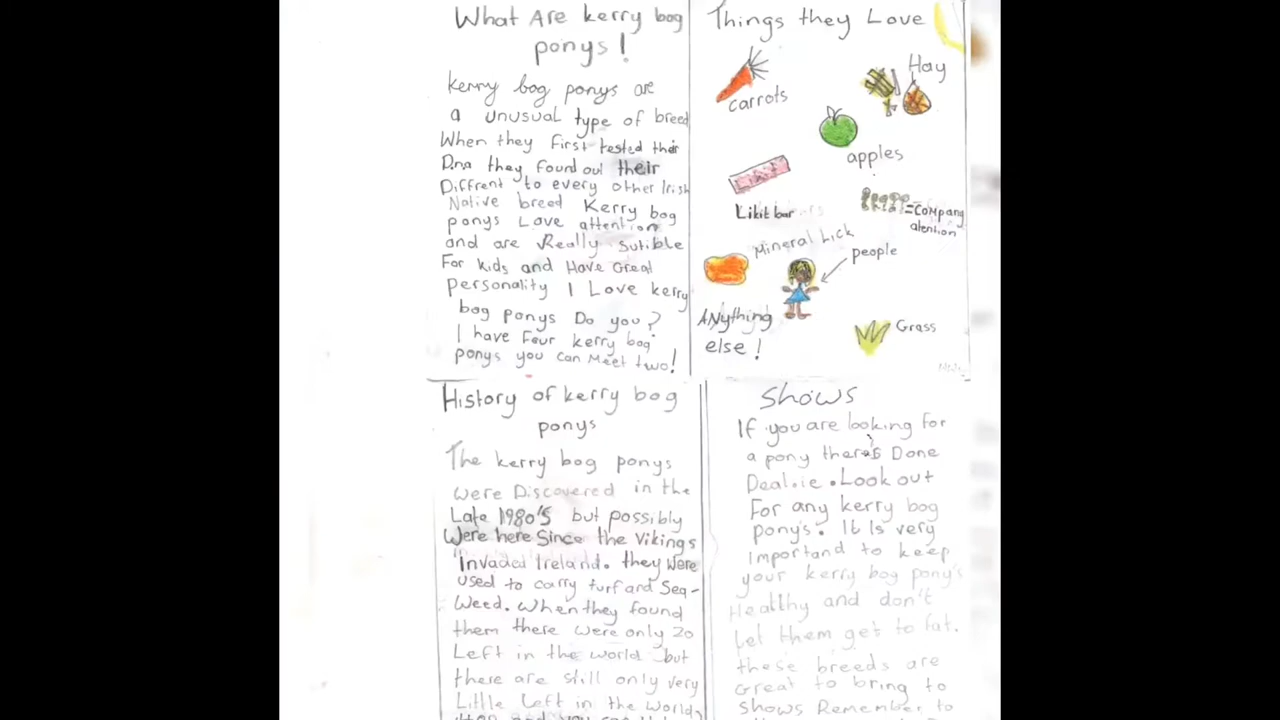 What Are kerry bog
ponys!
kerry bog ponys are
a unusual type of breed
When they first tested their
Dna they found out their
Diffrent to every other Irish
Native breed Kerry bog
ponys Love attention
and are Really sutible
For kids and Have Great
personality I Love kerry
bog ponys Do you?
I have Four kerry bog
ponys you can Meet two!
Things they Love
carrots
Hay
apples
Likit bar
=COMpany
atention
Mineral Lick
people
ANything
else!
Grass
History of kerry bog
ponys
The kerry bog ponys
were Discovered in the
Late 1980's but possibly
Were here Since the Vikings
Invaded Ireland. they were
used to carry turf and Sea-
Weed. When they found
them there were only 20
Left in the world but
there are still only very
Little Left in the World
Shows
If you are looking for
a pony there's Done
Deal.ie. Look out
For any kerry bog
pony's. It Is very
Importand to keep
your kerry bog pony's
Healthy and don't
Let them get to fat.
these breeds are
Great to bring to
shows Remember to